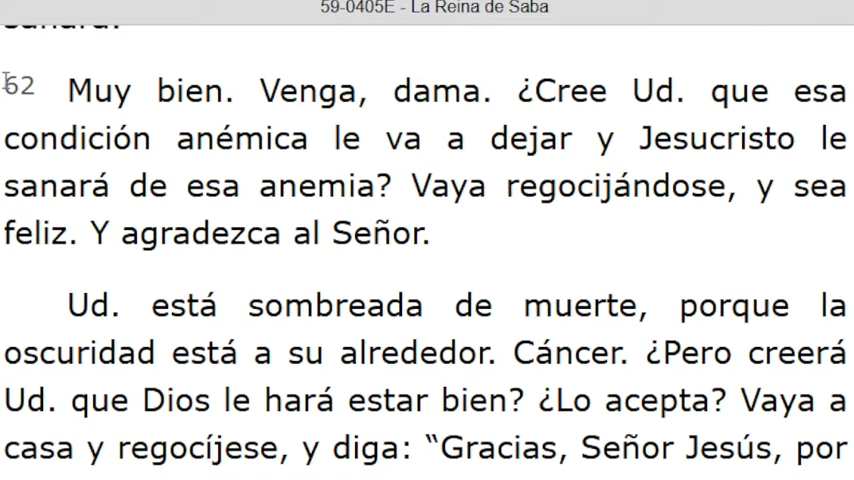 59-0405E - La Reina de Saba
sanará.
62 Muy bien. Venga, dama. ¿Cree Ud. que esa
condición anémica le va a dejar y Jesucristo le
sanará de esa anemia? Vaya regocijándose, y sea
feliz. Y agradezca al Señor.
Ud. está sombreada de muerte, porque la
oscuridad está a su alrededor. Cáncer. ¿Pero creerá
Ud. que Dios le hará estar bien? ¿Lo acepta? Vaya a
casa y regocíjese, y diga: “Gracias, Señor Jesús, por